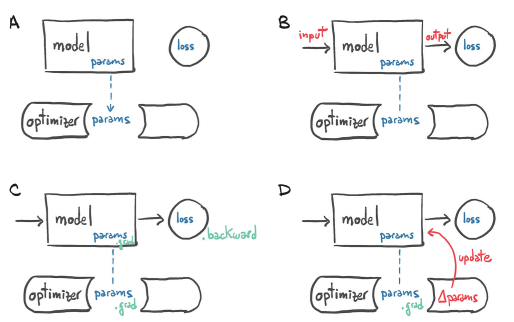 A
model
params
loss
optimizer
params
B
input
model
params
output
loss
optimizer
params
C
model
params
.grad
loss
.backward
optimizer
params
.grad
D
model
params
loss
update
optimizer
params
.grad
Δparams